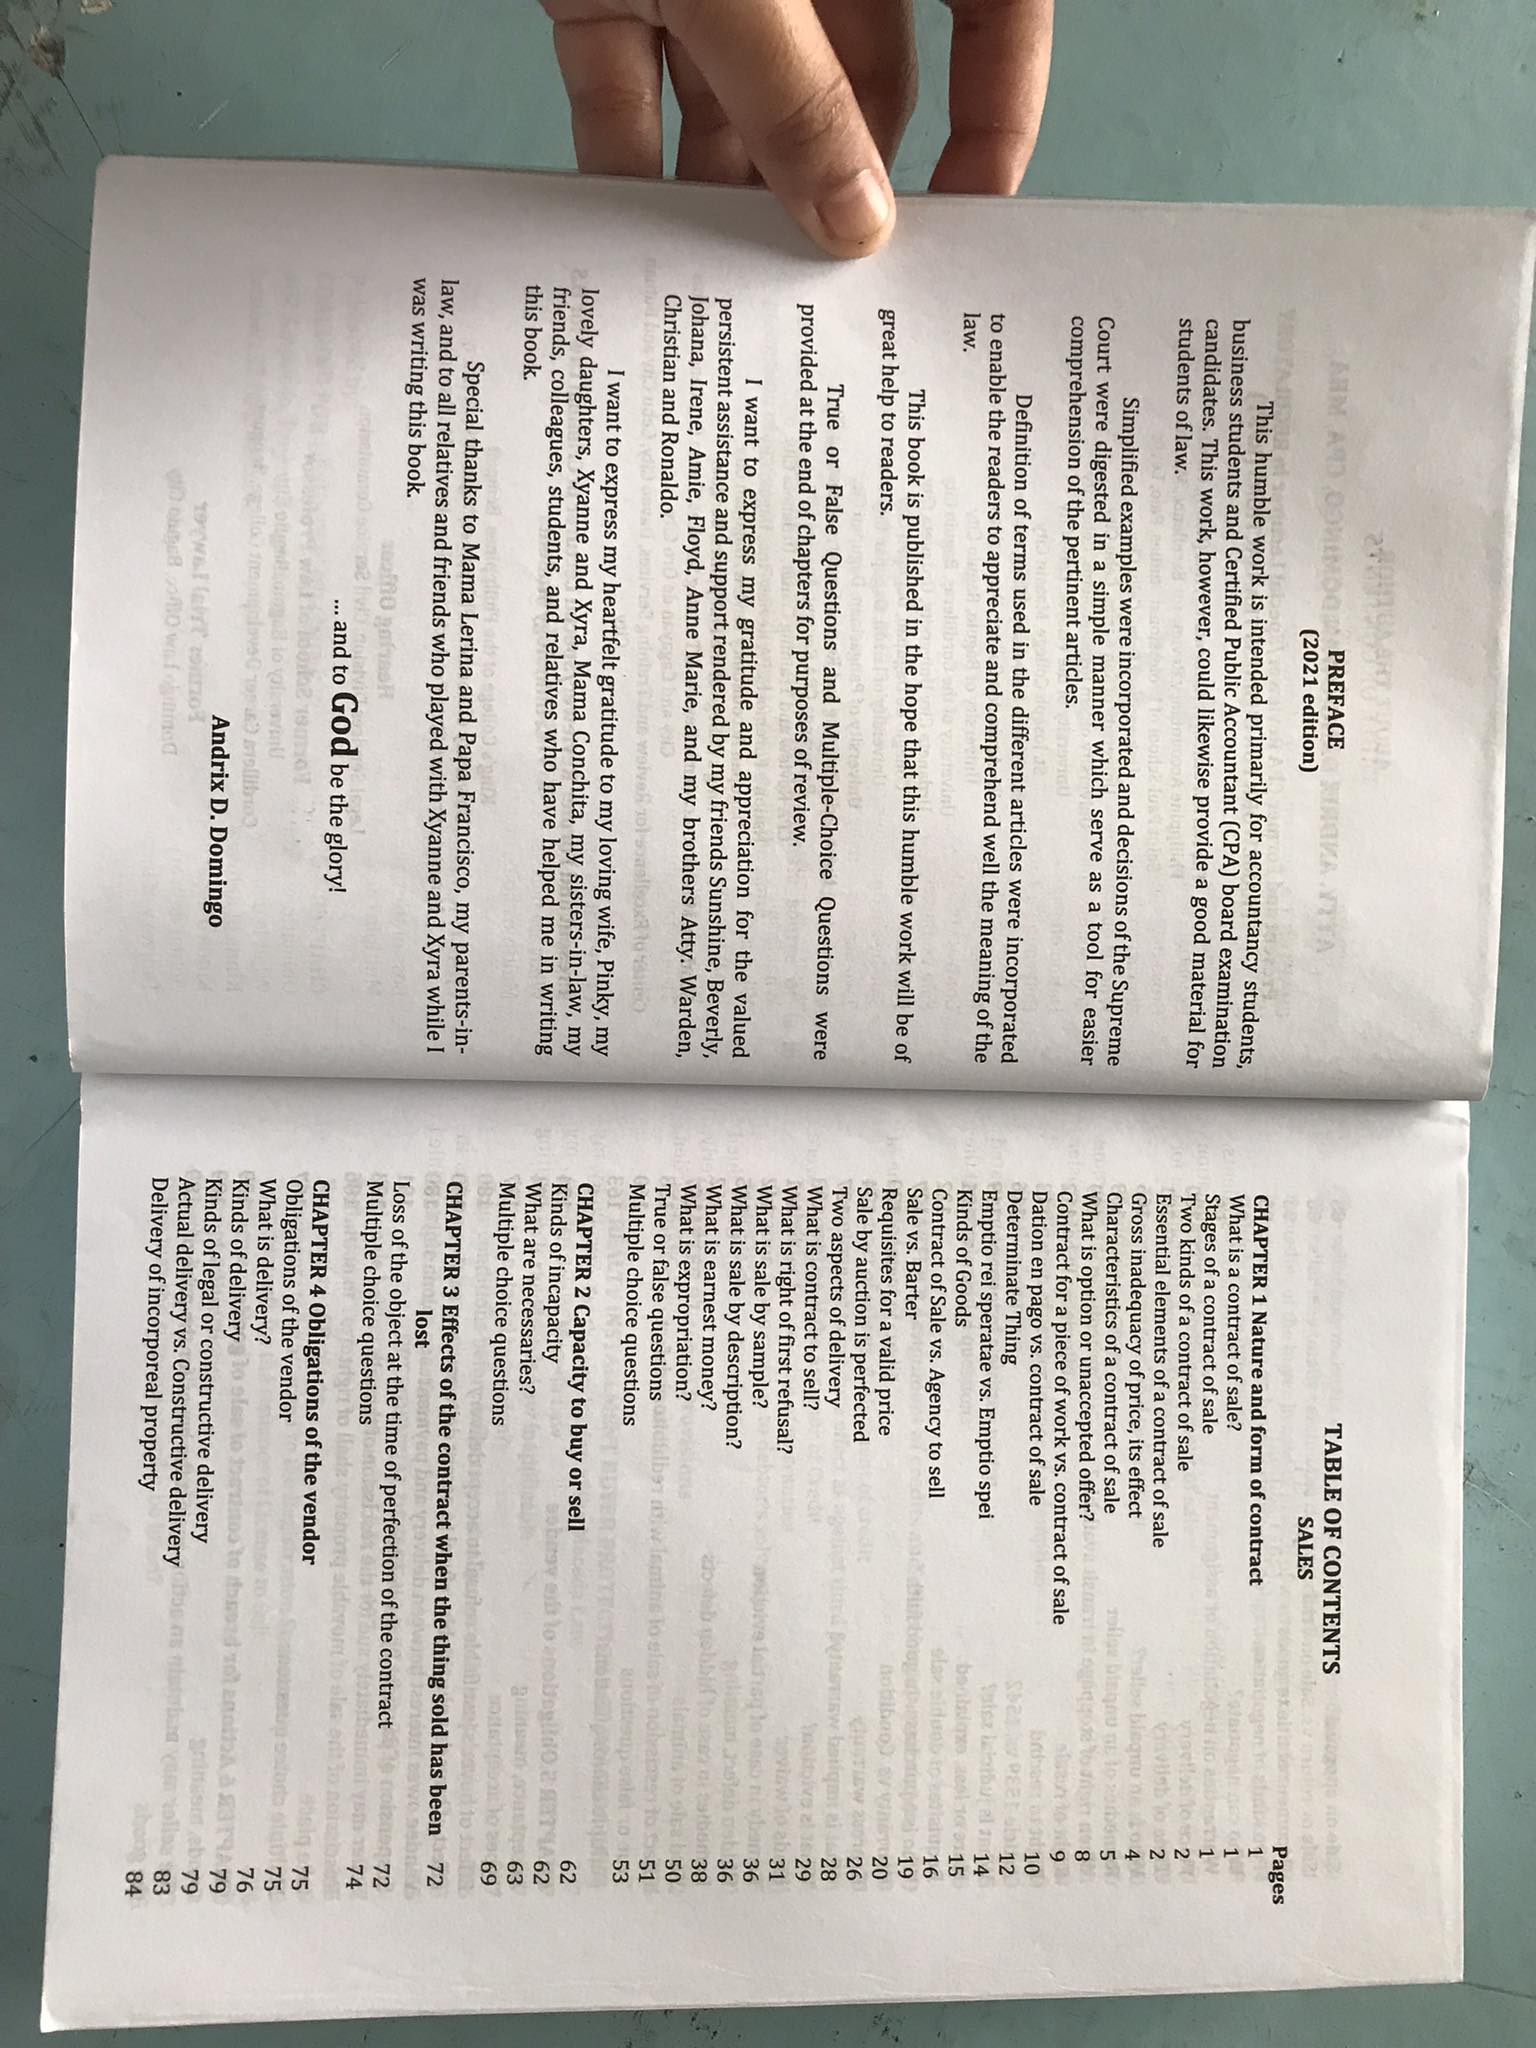 PREFACE
(2021 edition)
This humble work is intended primarily for accountancy students,
business students and Certified Public Accountant (CPA) board examination
candidates. This work, however, could likewise provide a good material for
students of law.
Simplified examples were incorporated and decisions of the Supreme
Court were digested in a simple manner which serve as a tool for easier
comprehension of the pertinent articles.
Definition of terms used in the different articles were incorporated
to enable the readers to appreciate and comprehend well the meaning of the
law.
This book is published in the hope that this humble work will be of
great help to readers.
True or False Questions and Multiple-Choice Questions were
provided at the end of chapters for purposes of review.
I want to express my gratitude and appreciation for the valued
persistent assistance and support rendered by my friends Sunshine, Beverly,
Johana, Irene, Amie, Floyd, Anne Marie, and my brothers Atty. Warden,
Christian and Ronaldo.
I want to express my heartfelt gratitude to my loving wife, Pinky, my
lovely daughters, Xyanne and Xyra, Mama Conchita, my sisters-in-law, my
friends, colleagues, students, and relatives who have helped me in writing
this book.
Special thanks to Mama Lerina and Papa Francisco, my parents-in-
law, and to all relatives and friends who played with Xyanne and Xyra while I
was writing this book.
... and to God be the glory!
Andrix D. Domingo
TABLE OF CONTENTS
SALES
Pages
CHAPTER 1 Nature and form of contract 1
What is a contract of sale? 1
Stages of a contract of sale 1
Two kinds of a contract of sale 2
Essential elements of a contract of sale 2
Gross inadequacy of price, its effect 4
Characteristics of a contract of sale 5
What is option or unaccepted offer? 8
Contract for a piece of work vs. contract of sale 9
Dation en pago vs. contract of sale 10
Determinate Thing 12
Emptio rei speratae vs. Emptio spei 14
Kinds of Goods 15
Contract of Sale vs. Agency to sell 16
Sale vs. Barter 19
Requisites for a valid price 20
Sale by auction is perfected 26
Two aspects of delivery 28
What is contract to sell? 29
What is right of first refusal? 31
What is sale by sample? 36
What is sale by description? 36
What is earnest money? 38
What is expropriation? 50
True or false questions 51
Multiple choice questions 53
CHAPTER 2 Capacity to buy or sell 62
Kinds of incapacity 62
What are necessaries? 63
Multiple choice questions 69
CHAPTER 3 Effects of the contract when the thing sold has been 72
lost
Loss of the object at the time of perfection of the contract 72
Multiple choice questions 74
CHAPTER 4 Obligations of the vendor 75
Obligations of the vendor 75
What is delivery? 76
Kinds of delivery 79
Kinds of legal or constructive delivery 79
Actual delivery vs. Constructive delivery 83
Delivery of incorporeal property 84